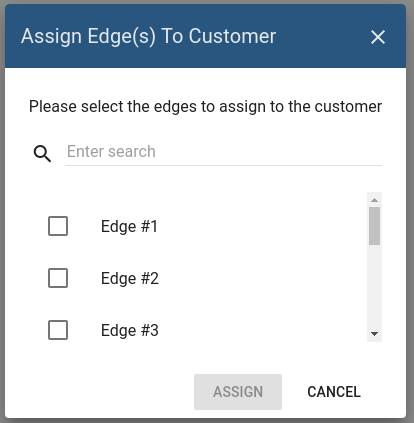 Assign Edge(s) To Customer
Please select the edges to assign to the customer
Enter search
Edge #1
Edge #2
Edge #3
ASSIGN CANCEL